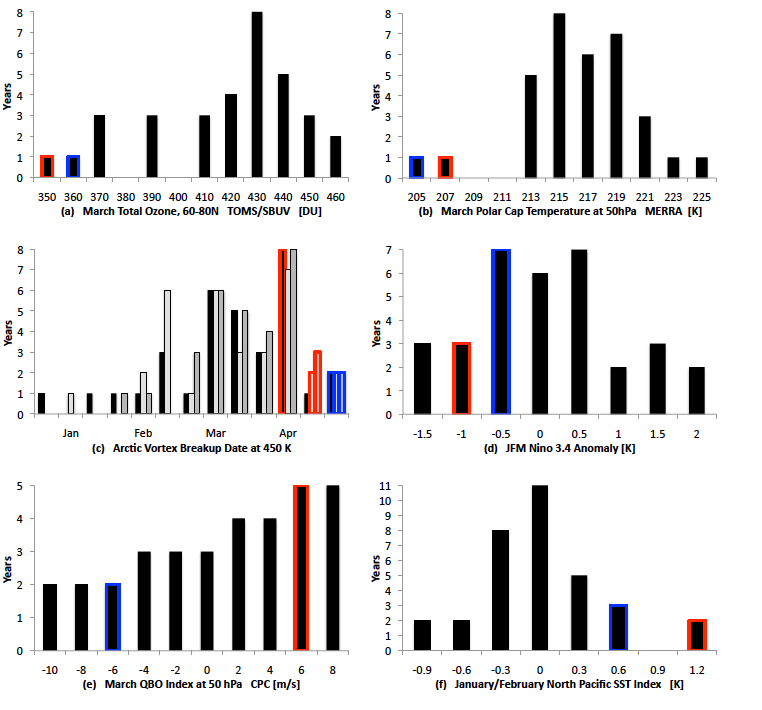 8
7
6
5
4
3
2
1
0
Years
350 360 370 380 390 400 410 420 430 440 450 460
(a) March Total Ozone, 60-80N TOMS/SBUV [DU]
8
7
6
5
4
3
2
1
0
Years
205 207 209 211 213 215 217 219 221 223 225
(b) March Polar Cap Temperature at 50hPa MERRA [K]
8
7
6
5
4
3
2
1
0
Years
Jan Feb Mar Apr
(c) Arctic Vortex Breakup Date at 450 K
7
6
5
4
3
2
1
0
Years
-1.5 -1 -0.5 0 0.5 1 1.5 2
(d) JFM Nino 3.4 Anomaly [K]
5
4
3
2
1
0
Years
-10 -8 -6 -4 -2 0 2 4 6 8
(e) March QBO Index at 50 hPa CPC [m/s]
11
10
9
8
7
6
5
4
3
2
1
0
Years
-0.9 -0.6 -0.3 0 0.3 0.6 0.9 1.2
(f) January/February North Pacific SST Index [K]